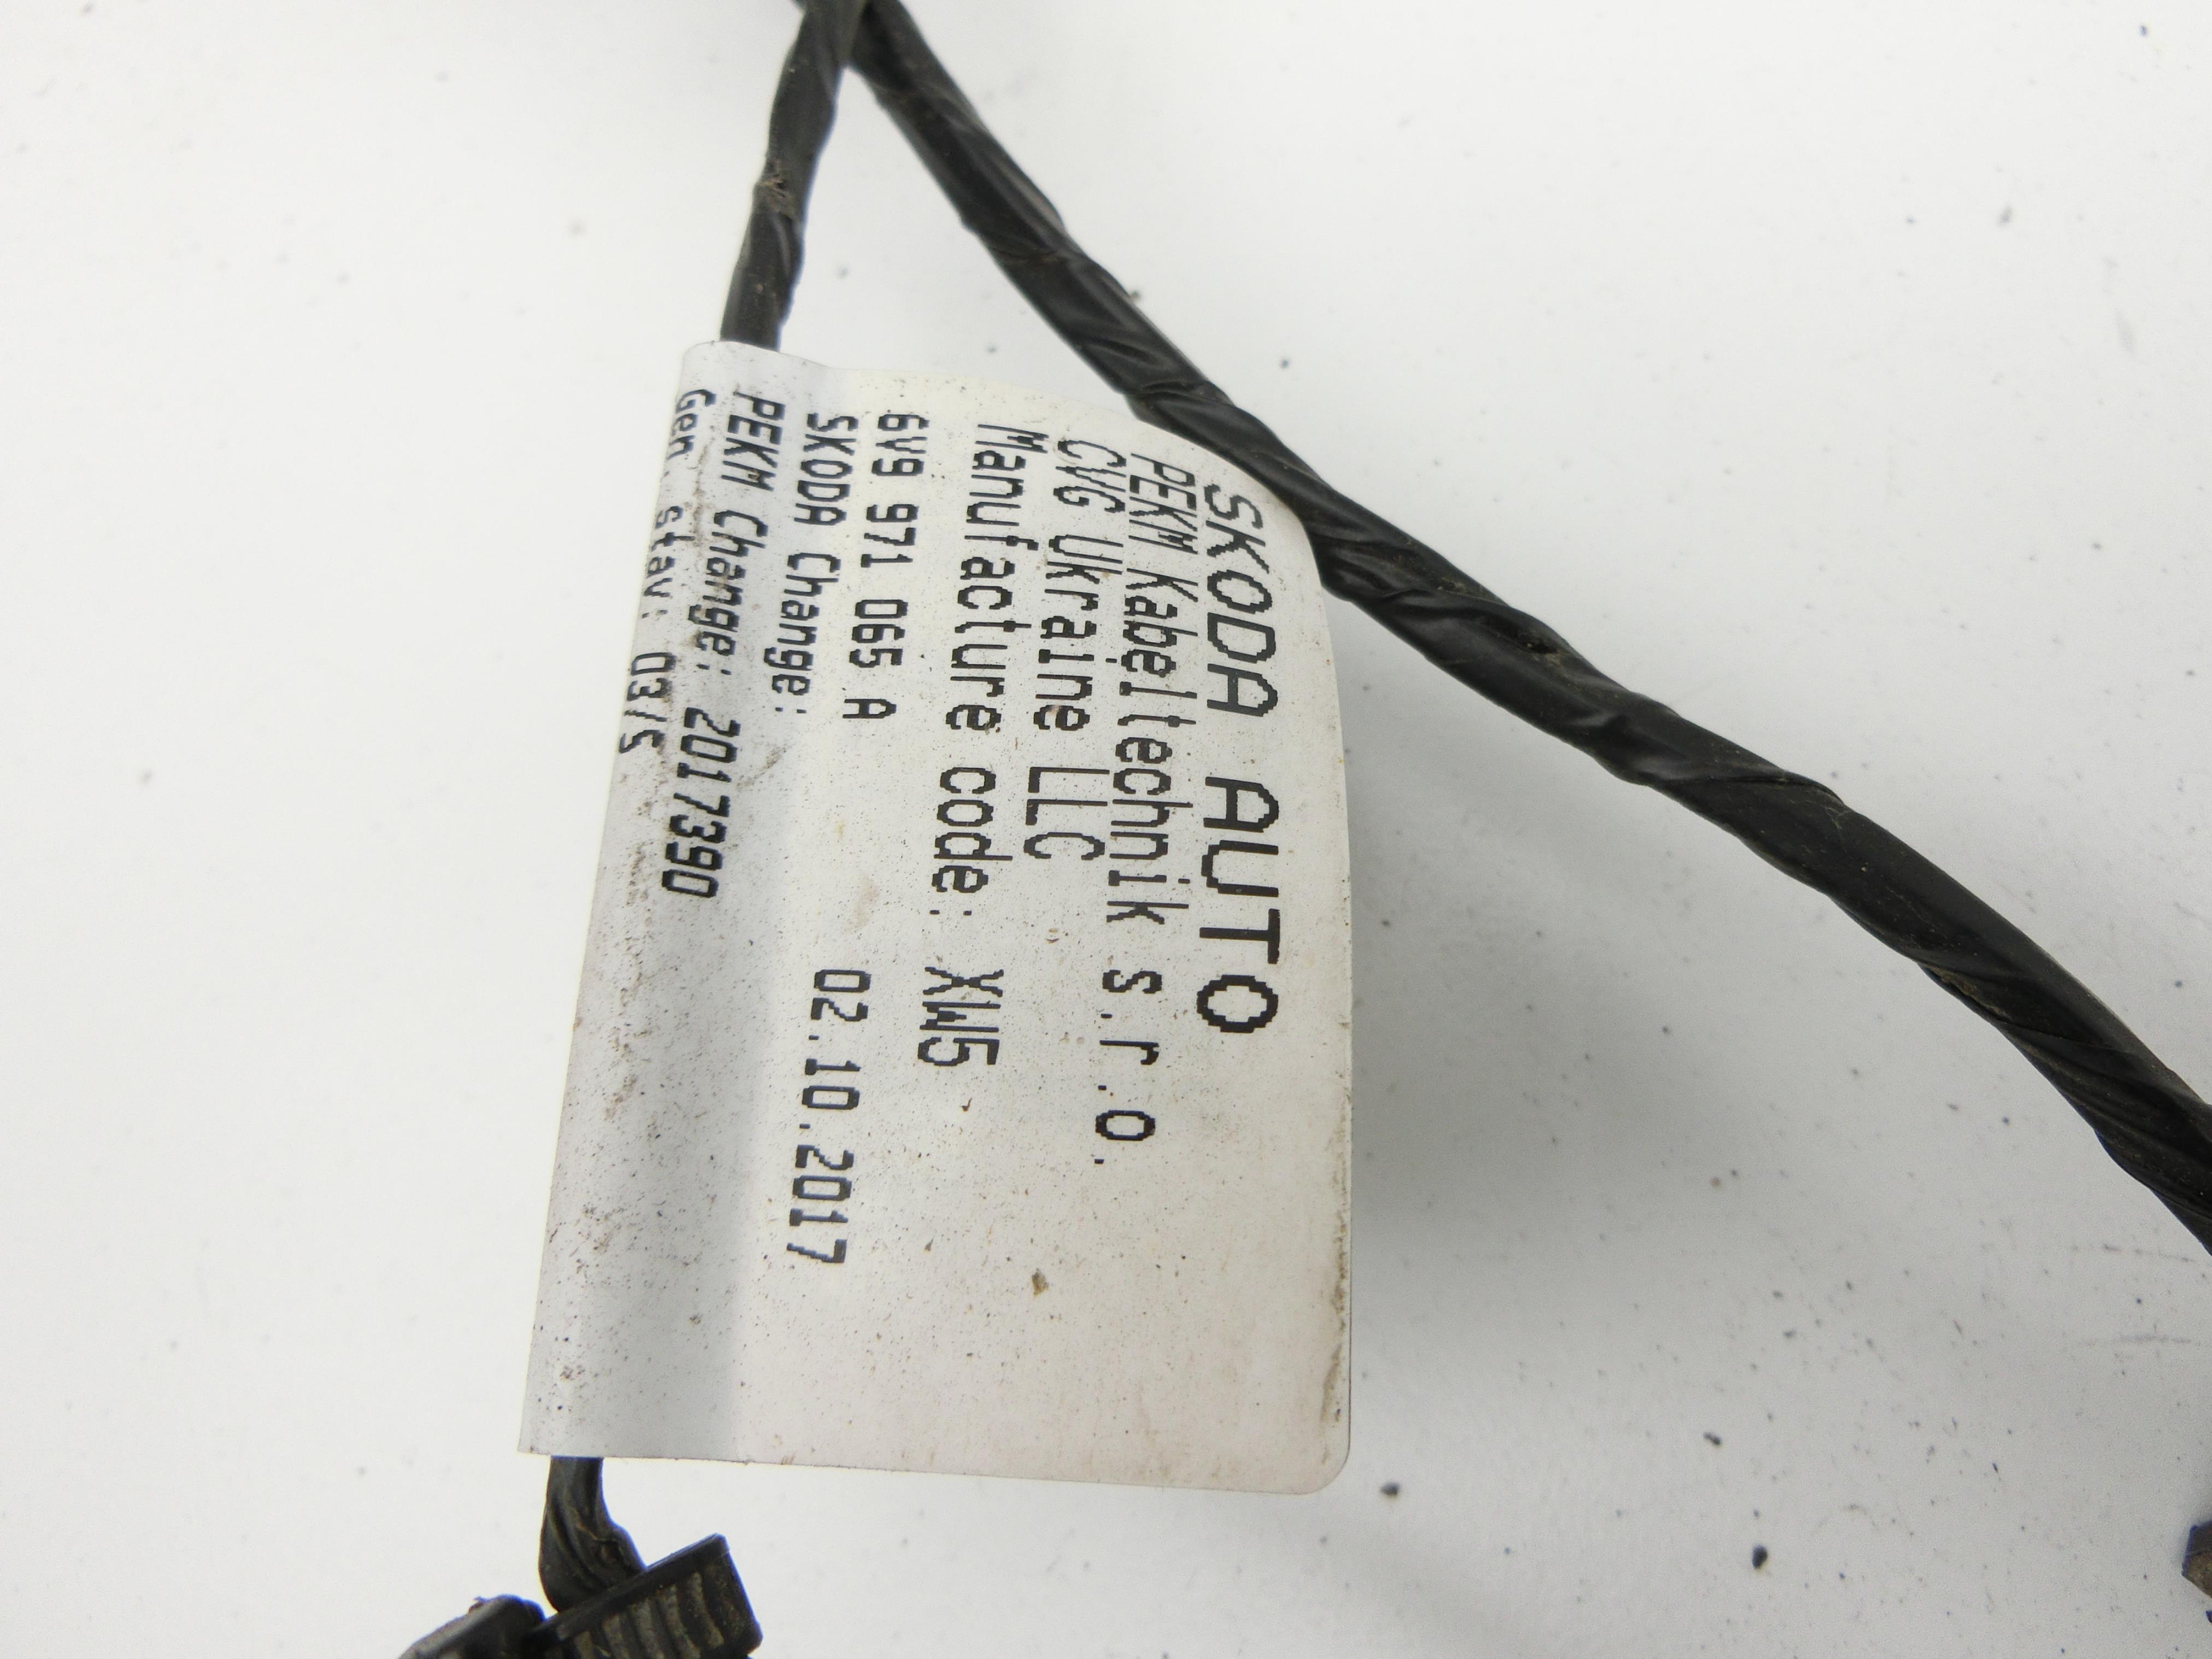 SKODA AUTO
PEKM Kabeltechnik s.r.o.
CVG Ukraine LLC
Manufacture code: XW5
6V9 971 065 A
SKODA Change: 02.10.2017
PEKM Change: 2017390
Gen. stav: 03/S